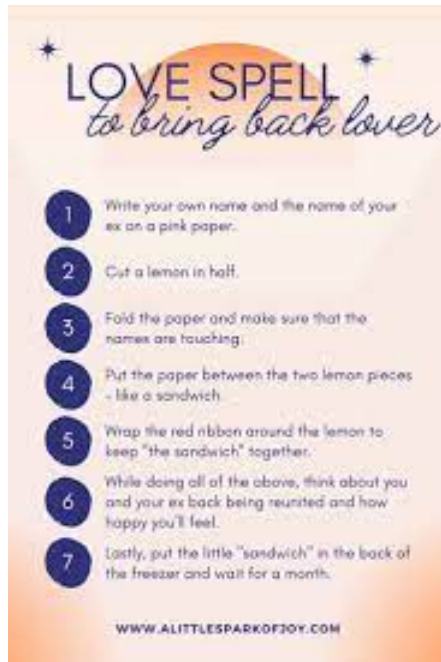 LOVE SPELL
to bring back lover
1
Write your own name and the name of your
ex on a pink paper.
2
Cut a lemon in half.
3
Fold the paper and make sure that the
names are touching.
4
Put the paper between the two lemon pieces
- like a sandwich.
5
Wrap the red ribbon around the lemon to
keep "the sandwich" together.
6
While doing all of the above, think about you
and your ex back being reunited and how
happy you'll feel.
7
Lastly, put the little "sandwich" in the back of
the freezer and wait for a month.
WWW.ALITTLESPARKOFJOY.COM